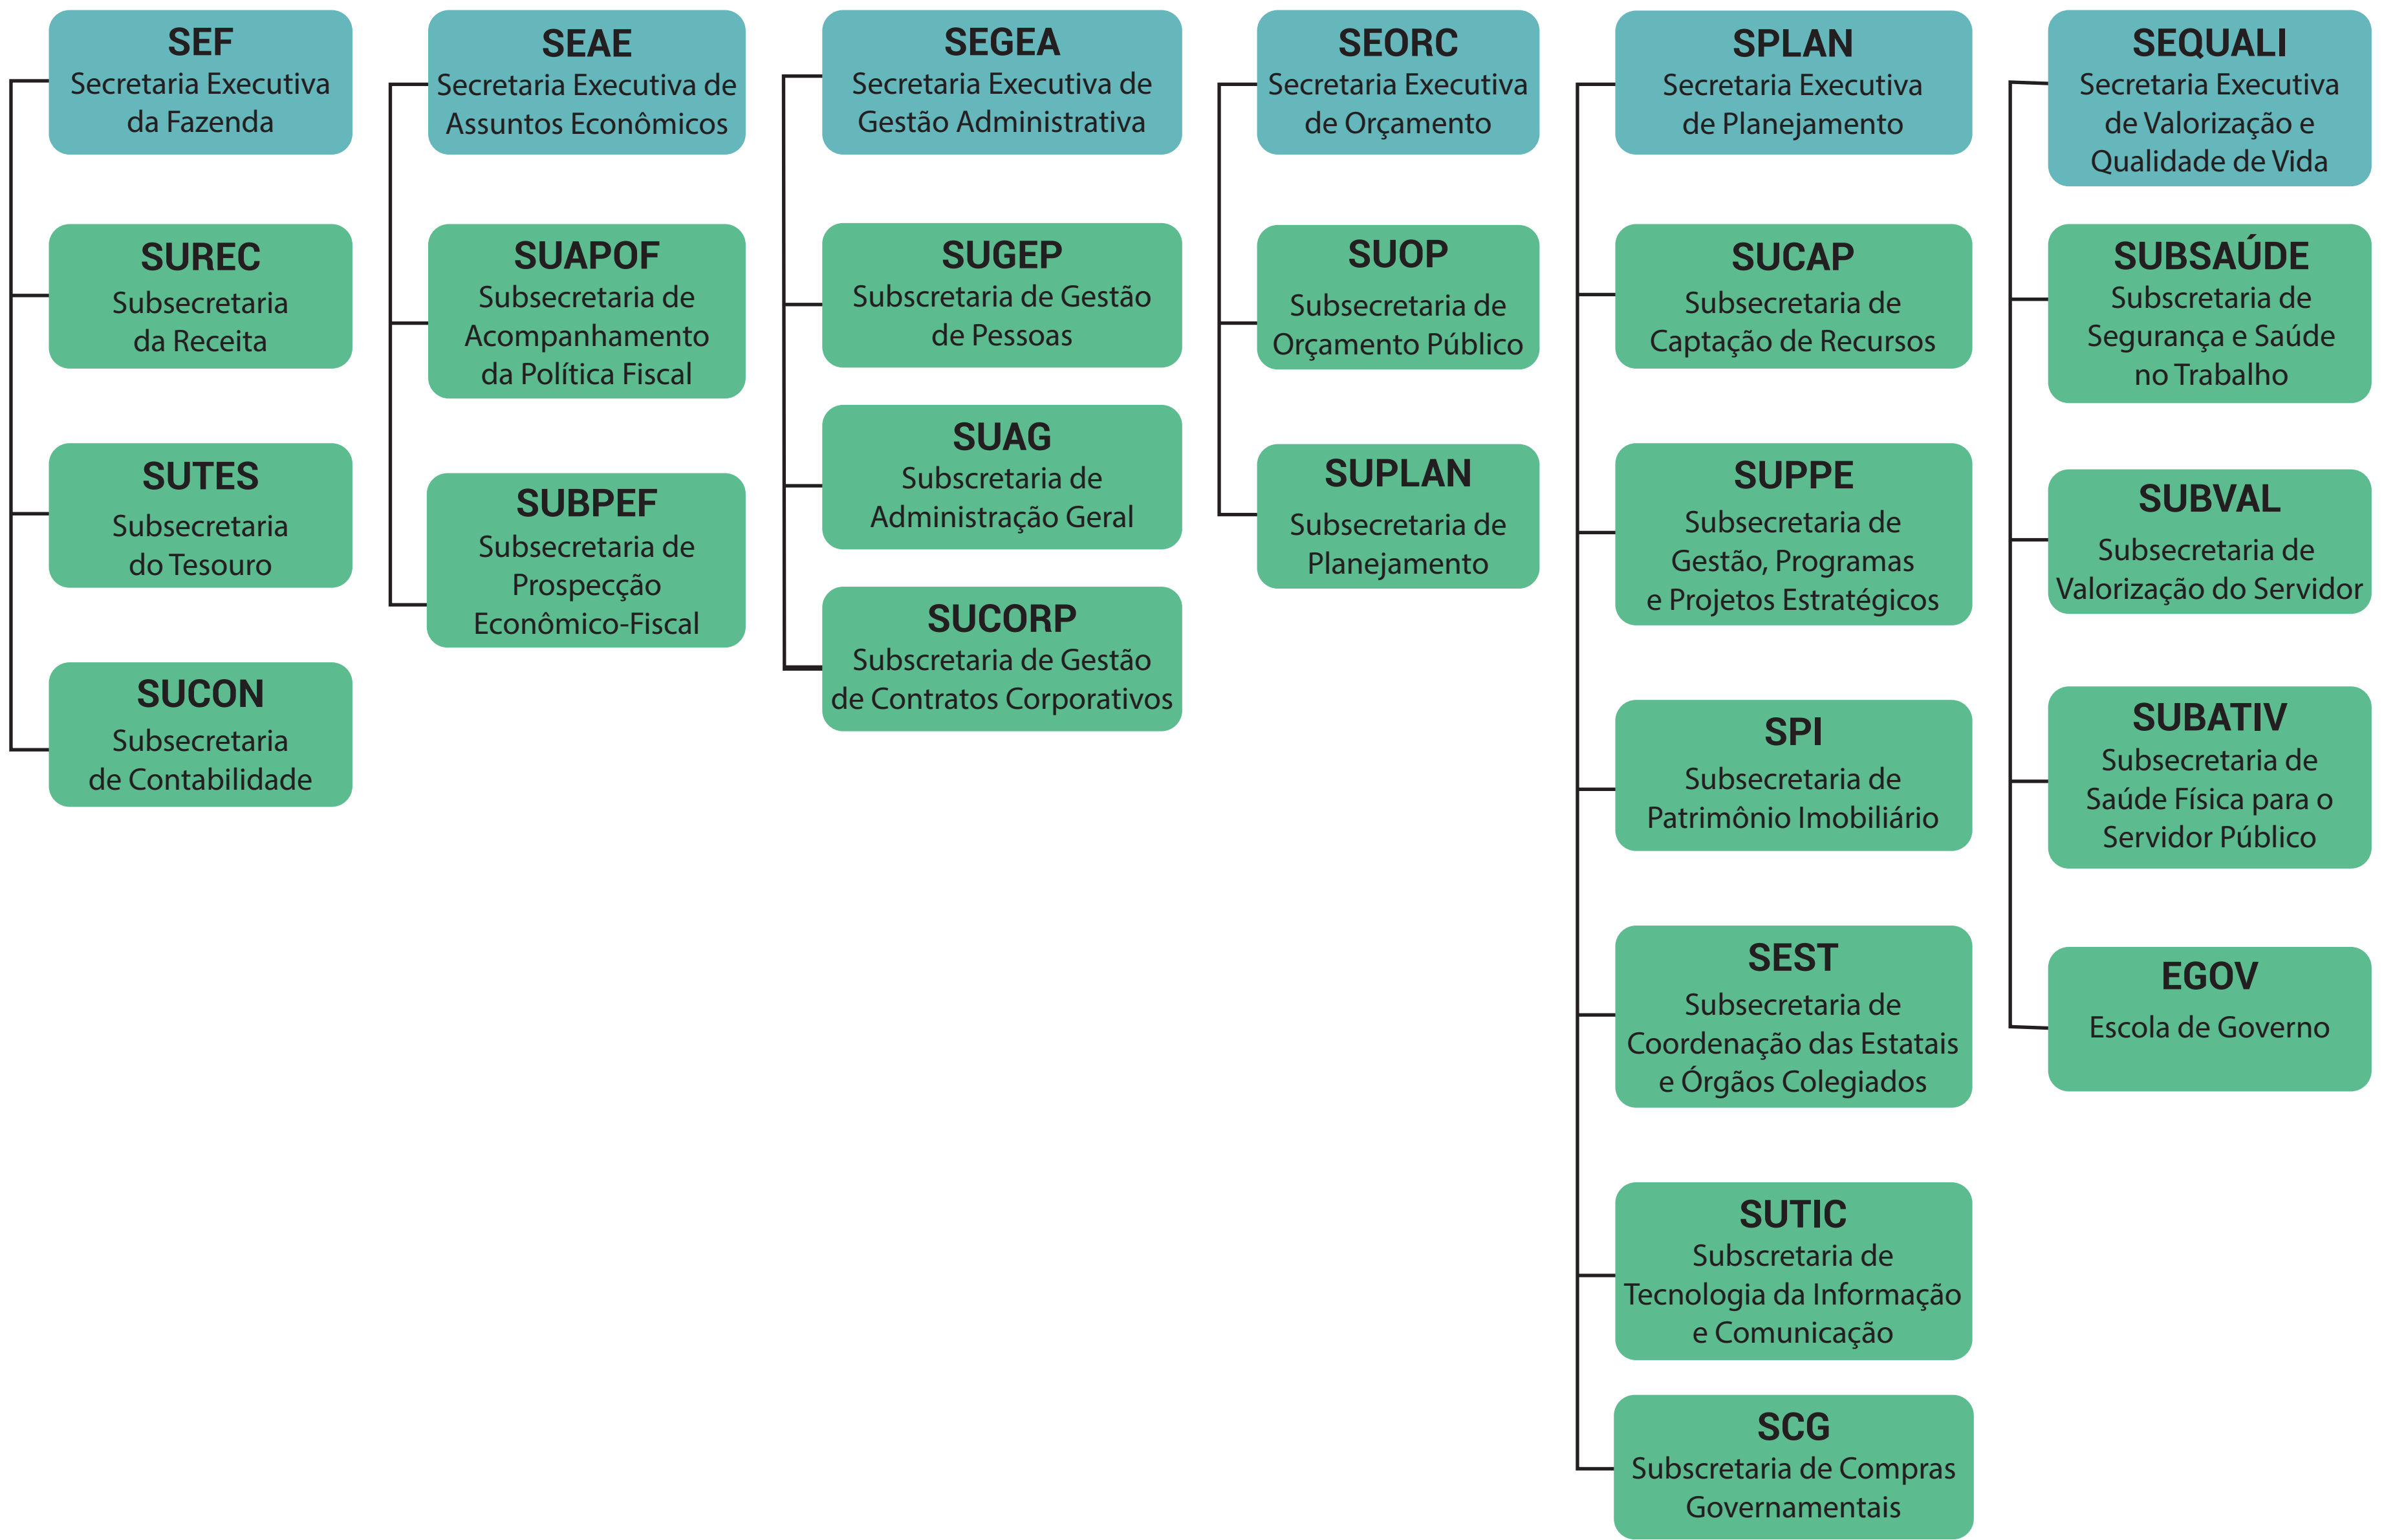 SEF
Secretaria Executiva
da Fazenda
SUREC
Subsecretaria
da Receita
SUTES
Subsecretaria
do Tesouro
SUCON
Subsecretaria
de Contabilidade
SEAE
Secretaria Executiva de
Assuntos Econômicos
SUAPOF
Subsecretaria de
Acompanhamento
da Política Fiscal
SUBPEF
Subsecretaria de
Prospecção
Econômico-Fiscal
SEGEA
Secretaria Executiva de
Gestão Administrativa
SUGEP
Subscretaria de Gestão
de Pessoas
SUAG
Subscretaria de
Administração Geral
SUCORP
Subscretaria de Gestão
de Contratos Corporativos
SEORC
Secretaria Executiva
de Orçamento
SUOP
Subsecretaria de
Orçamento Público
SUPLAN
Subsecretaria de
Planejamento
SPLAN
Secretaria Executiva
de Planejamento
SUCAP
Subsecretaria de
Captação de Recursos
SUPPE
Subsecretaria de
Gestão, Programas
e Projetos Estratégicos
SPI
Subsecretaria de
Patrimônio Imobiliário
SEST
Subsecretaria de
Coordenação das Estatais
e Órgãos Colegiados
SUTIC
Subscretaria de
Tecnologia da Informação
e Comunicação
SCG
Subscretaria de Compras
Governamentais
SEQUALI
Secretaria Executiva
de Valorização e
Qualidade de Vida
SUBSAÚDE
Subscretaria de
Segurança e Saúde
no Trabalho
SUBVAL
Subsecretaria de
Valorização do Servidor
SUBATIV
Subsecretaria de
Saúde Física para o
Servidor Público
EGOV
Escola de Governo